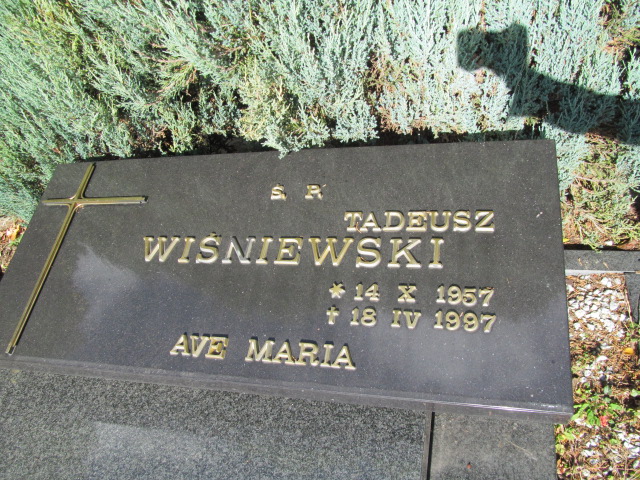 Ś. P.
TADEUSZ
WIŚNIEWSKI
* 14 X 1957
† 18 IV 1997
AVE MARIA